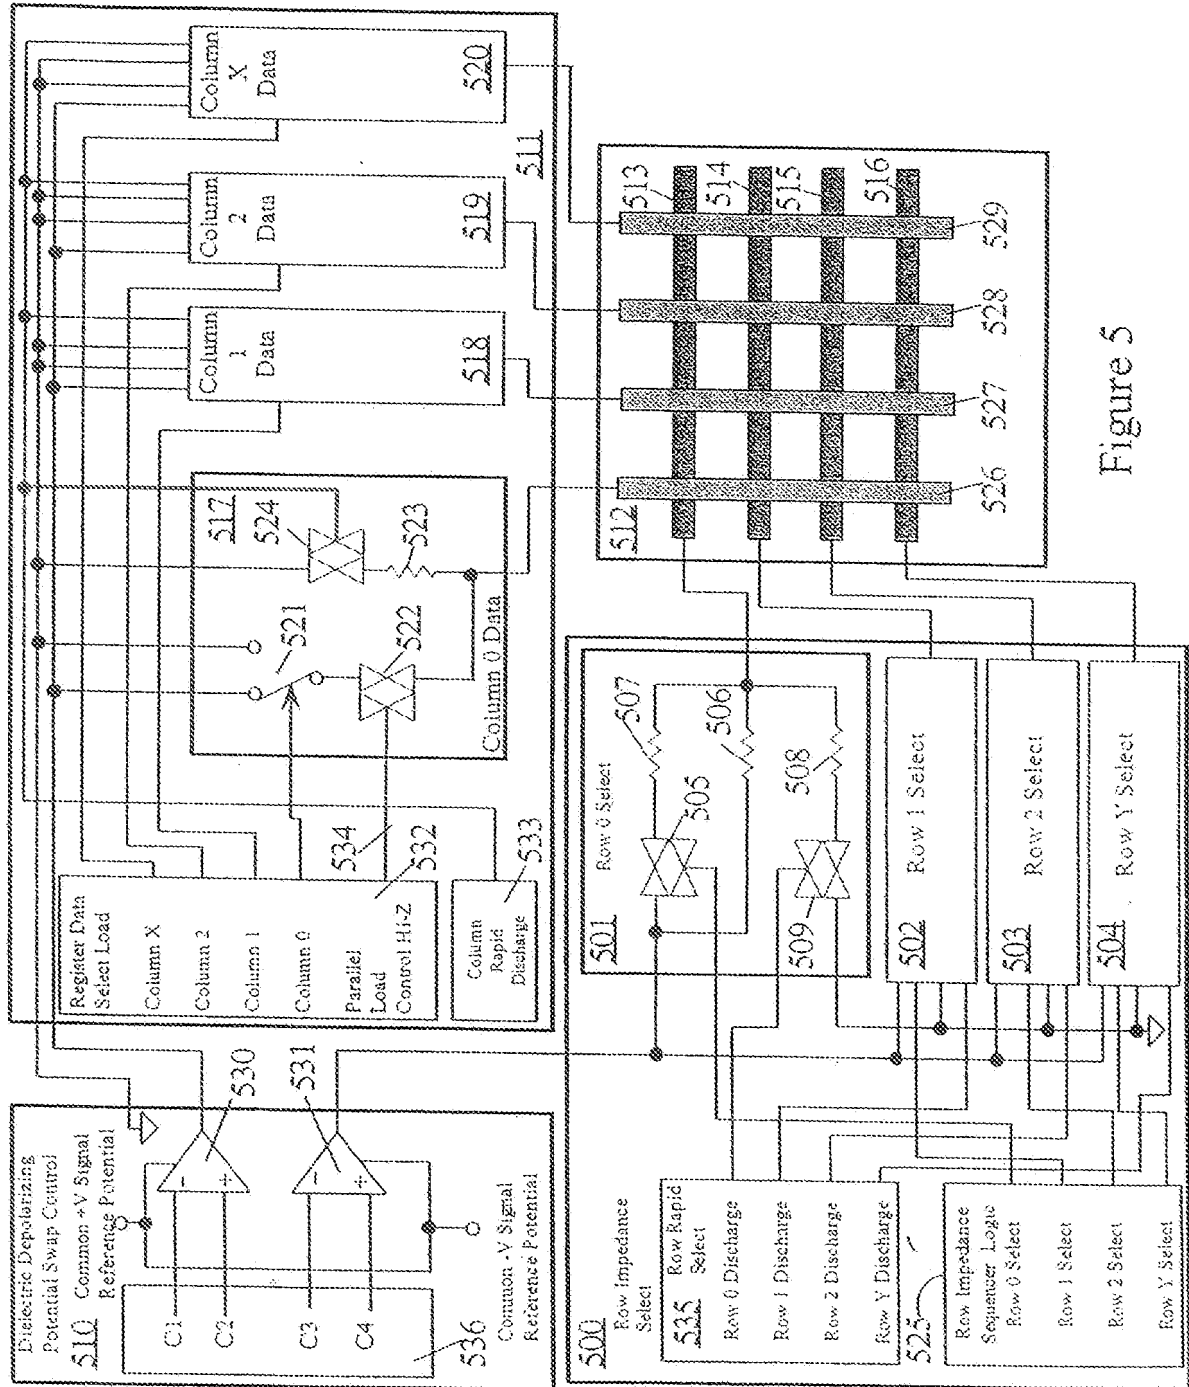 Dielectric Depolarizing
Potential Swap Control
510
Common +V Signal
Reference Potential
C1
C2
C3
C4
-
+
-
+
530
531
536
Common -V Signal
Reference Potential
Register Data
Select Load
Column X
Column 2
Column 1
Column 0
Parallel
Load
Control Hi-Z
534
532
Column
Rapid
Discharge
533
517
524
523
521
522
Column 0 Data
Column
1
Data
518
Column
2
Data
519
Column
X
Data
520
511
500
Row Impedance
Select
535
Row Rapid
Select
Row 0 Discharge
Row 1 Discharge
Row 2 Discharge
Row Y Discharge
525
Row Impedance
Sequencer Logic
Row 0 Select
Row 1 Select
Row 2 Select
Row Y Select
501
Row 0 Select
505
507
506
508
509
502
Row 1 Select
503
Row 2 Select
504
Row Y Select
512
513
514
515
516
526
527
528
529
Figure 5